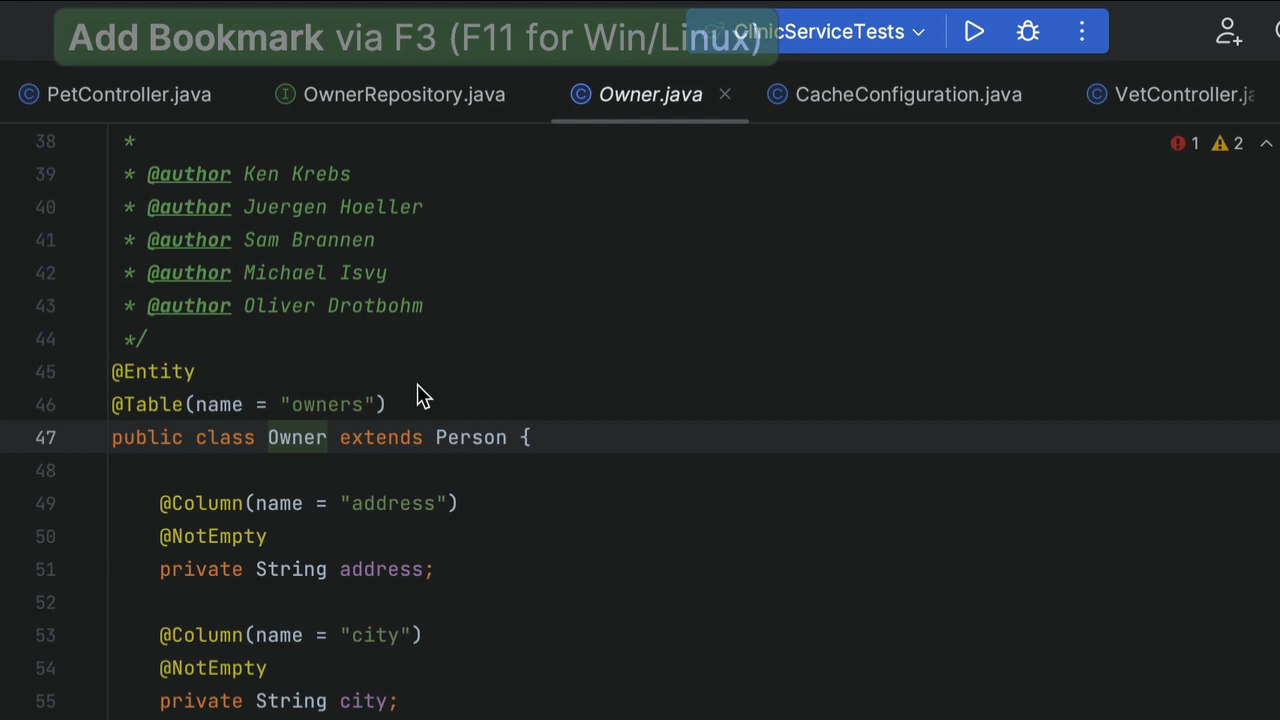 Add Bookmark via F3 (F11 for Win/Linux)
ClinicServiceTests
PetController.java OwnerRepository.java Owner.java CacheConfiguration.java VetController.ja
1 2
38 *
39 * @author Ken Krebs
40 * @author Juergen Hoeller
41 * @author Sam Brannen
42 * @author Michael Isvy
43 * @author Oliver Drotbohm
44 */
45 @Entity
46 @Table(name = "owners")
47 public class Owner extends Person {
48
49 @Column(name = "address")
50 @NotEmpty
51 private String address;
52
53 @Column(name = "city")
54 @NotEmpty
55 private String city;